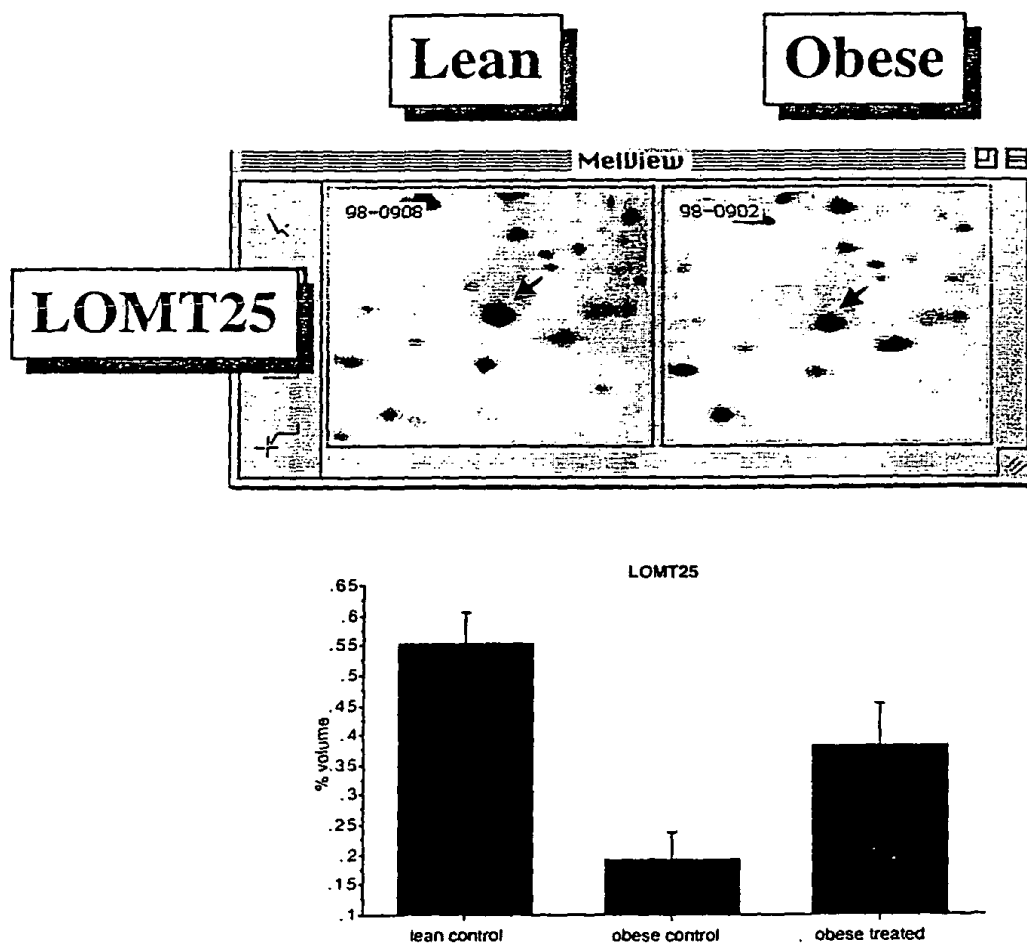 Lean
Obese
MelView
98-0908
98-0902
LOMT25
LOMT25
.65
.6
.55
.5
.45
.4
.35
.3
.25
.2
.15
.1
% volume
lean control
obese control
obese treated